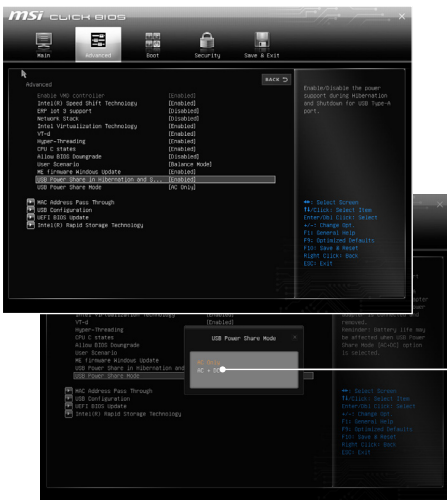 msi CLICK BIOS
Main
Advanced
Boot
Security
Save & Exit
BACK
Advanced
Enable VMD controller [Enabled]
Intel(R) Speed Shift Technology [Enabled]
ERP lot 3 support [Disabled]
Network Stack [Disabled]
Intel Virtualization Technology [Enabled]
VT-d [Enabled]
Hyper-Threading [Enabled]
CPU C states [Enabled]
Allow BIOS Downgrade [Disabled]
User Scenario [Balance Mode]
ME firmware Windows Update [Enabled]
USB Power Share in Hibernation and S... [Enabled]
USB Power Share Mode [AC Only]
MAC Address Pass Through
USB Configuration
UEFI BIOS Update
Intel(R) Rapid Storage Technology
Enable/Disable the power
support during Hibernation
and Shutdown for USB Type-A
port.
↔: Select Screen
↑↓/Click: Select Item
Enter/Dbl Click: Select
+/-: Change Opt.
F1: General Help
F9: Optimized Defaults
F10: Save & Reset
Right Click: Back
ESC: Exit
VT-d [Enabled]
Hyper-Threading
CPU C states
Allow BIOS Downgrade
User Scenario
ME firmware Windows Update
USB Power Share in Hibernation and
USB Power Share Mode
MAC Address Pass Through
USB Configuration
UEFI BIOS Update
Intel(R) Rapid Storage Technology
USB Power Share Mode
AC Only
AC + DC
removed.
Reminder: Battery life may
be affected when USB Power
Share Mode [AC+DC] option
is selected.
↔: Select Screen
↑↓/Click: Select Item
Enter/Dbl Click: Select
+/-: Change Opt.
F1: General Help
F9: Optimized Defaults
F10: Save & Reset
Right Click: Back
ESC: Exit